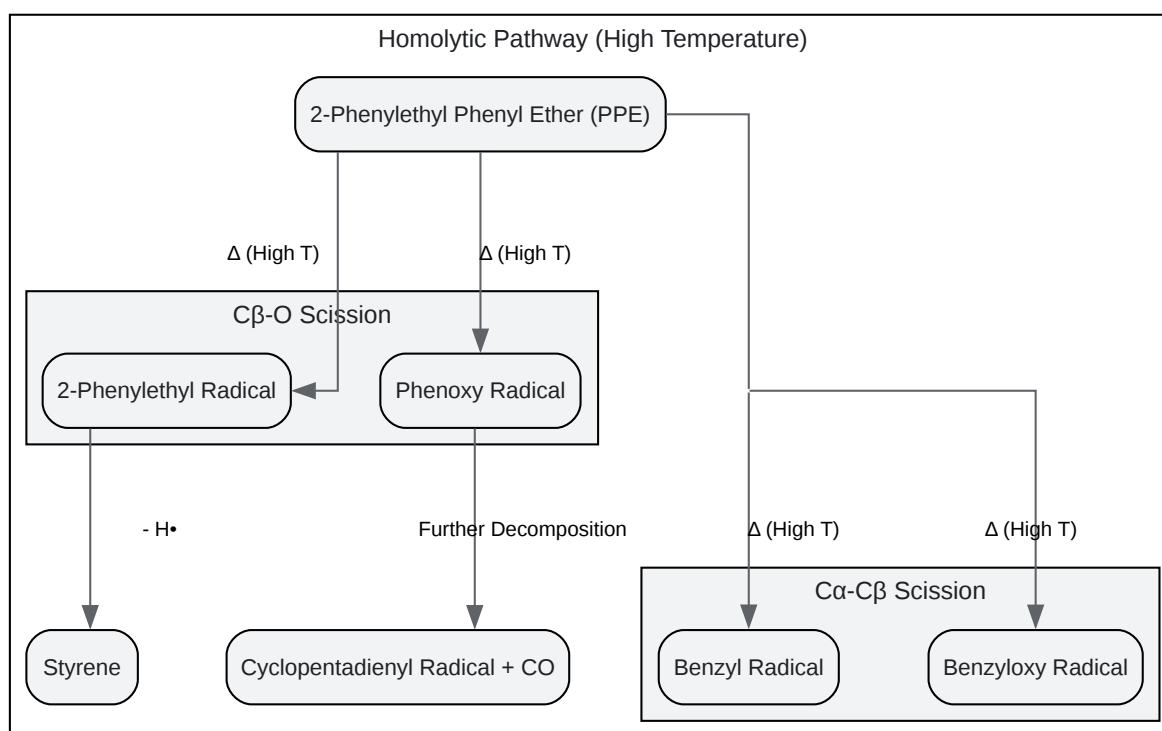 Homolytic Pathway (High Temperature)
2-Phenylethyl Phenyl Ether (PPE)
Δ (High T)
Δ (High T)
Cβ-O Scission
2-Phenylethyl Radical
Phenoxy Radical
- H•
Further Decomposition
Δ (High T)
Δ (High T)
Cα-Cβ Scission
Styrene
Cyclopentadienyl Radical + CO
Benzyl Radical
Benzyloxy Radical